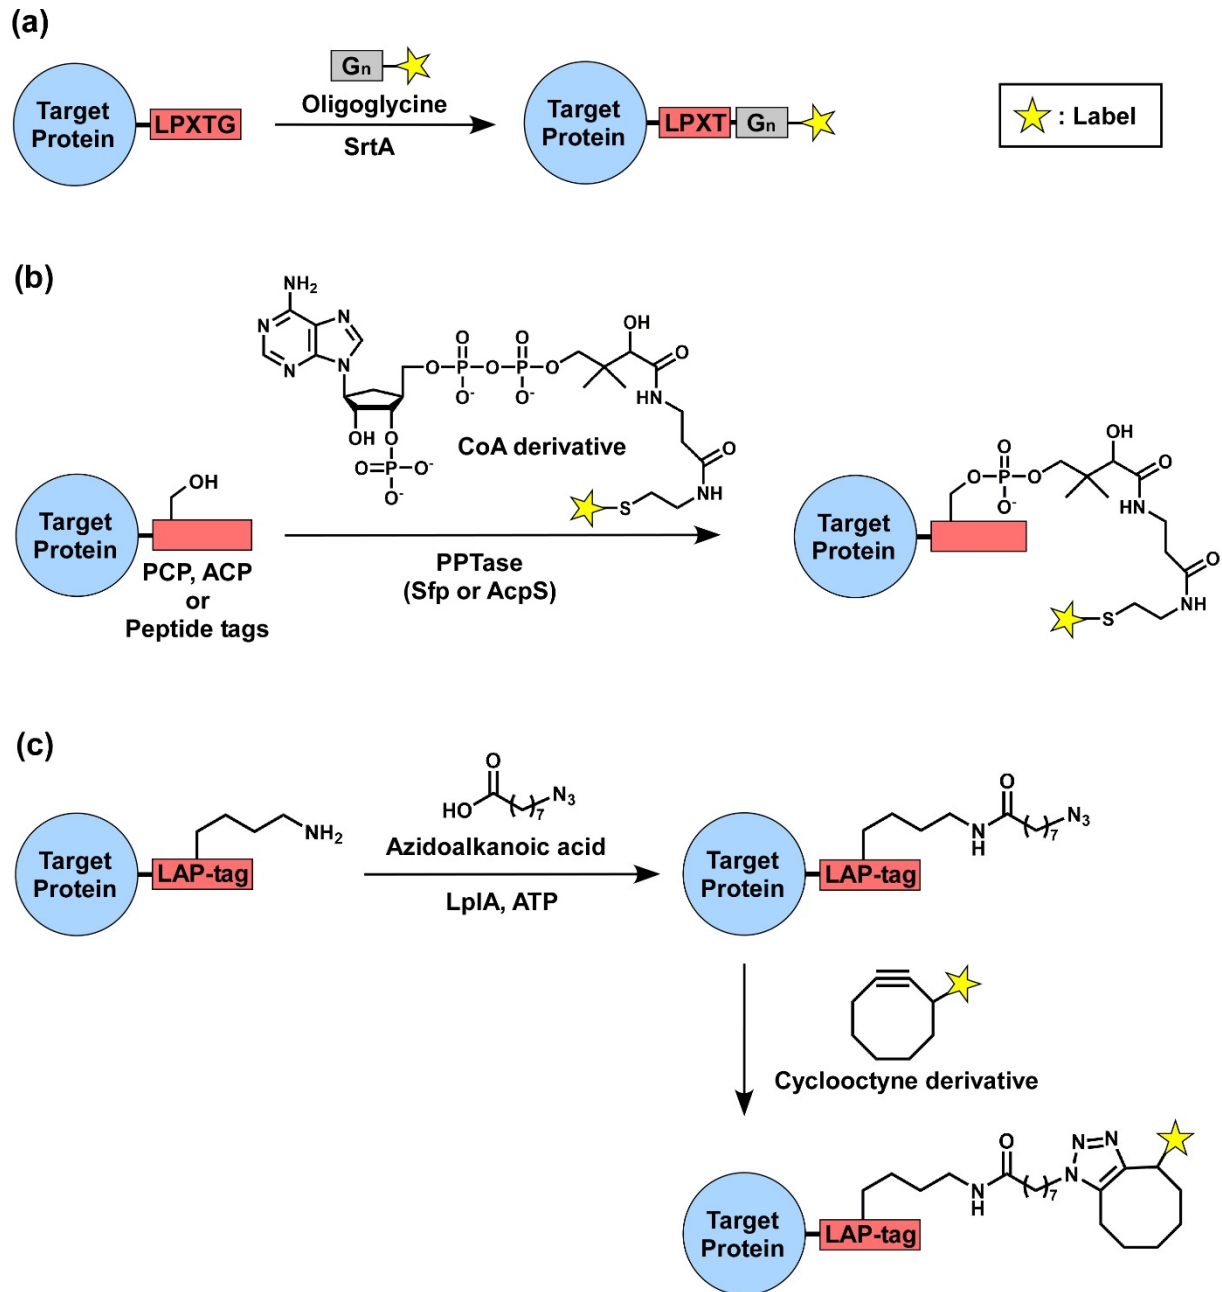 (a)
Gn
Oligoglycine
SrtA
Target
Protein
LPXTG
Target
Protein
LPXT
Gn
: Label
(b)
NH2
N
N
N
N
O
O
O
P
O
P
O
O-
O-
OH
O
HN
OH
O
O
P
O-
O-
CoA derivative
O
NH
S
OH
Target
Protein
PCP, ACP
or
Peptide tags
PPTase
(Sfp or AcpS)
Target
Protein
O
O
P
O
O-
OH
O
HN
O
NH
S
(c)
Target
Protein
LAP-tag
NH2
O
HO
7
N3
Azidoalkanoic acid
LplA, ATP
Target
Protein
LAP-tag
N
H
O
7
N3
Cyclooctyne derivative
Target
Protein
LAP-tag
N
H
O
7
N
N=N